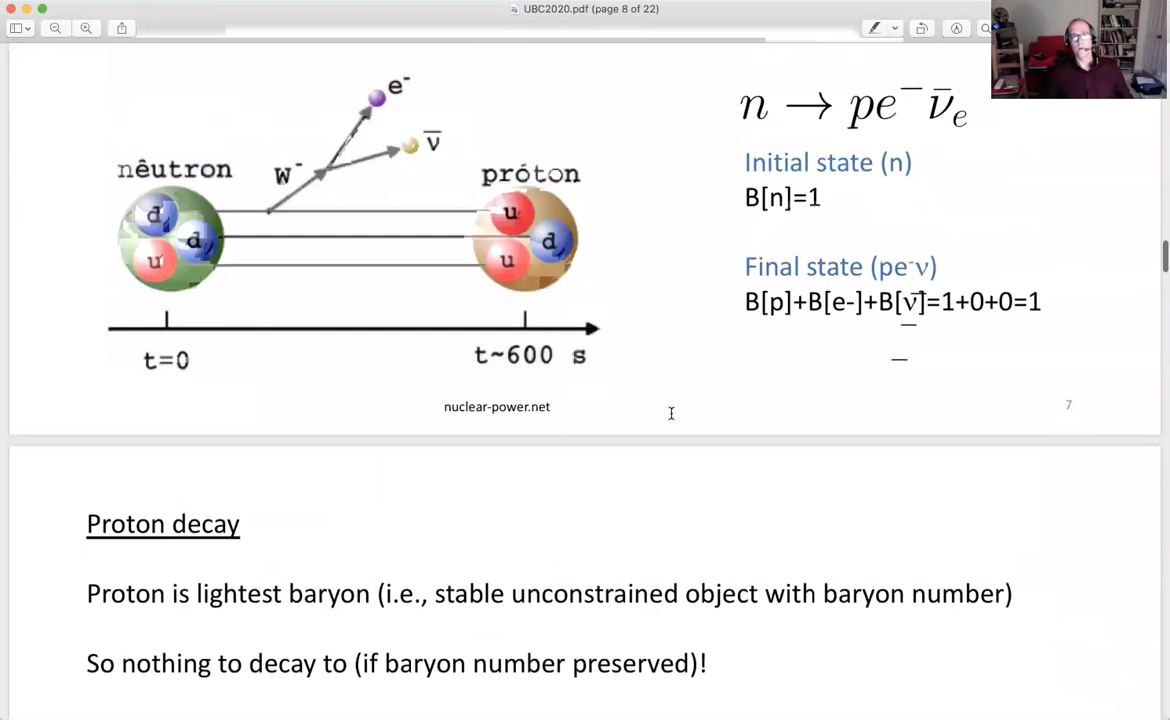 UBC2020.pdf (page 8 of 22)
e⁻
ν̄
nêutron
W⁻
próton
d
d
u
u
d
u
t=0
t~600 s
n → pe⁻ν̄ₑ
Initial state (n)
B[n]=1
Final state (pe⁻ν)
B[p]+B[e-]+B[ν̄]=1+0+0=1
nuclear-power.net
7
Proton decay
Proton is lightest baryon (i.e., stable unconstrained object with baryon number)
So nothing to decay to (if baryon number preserved)!